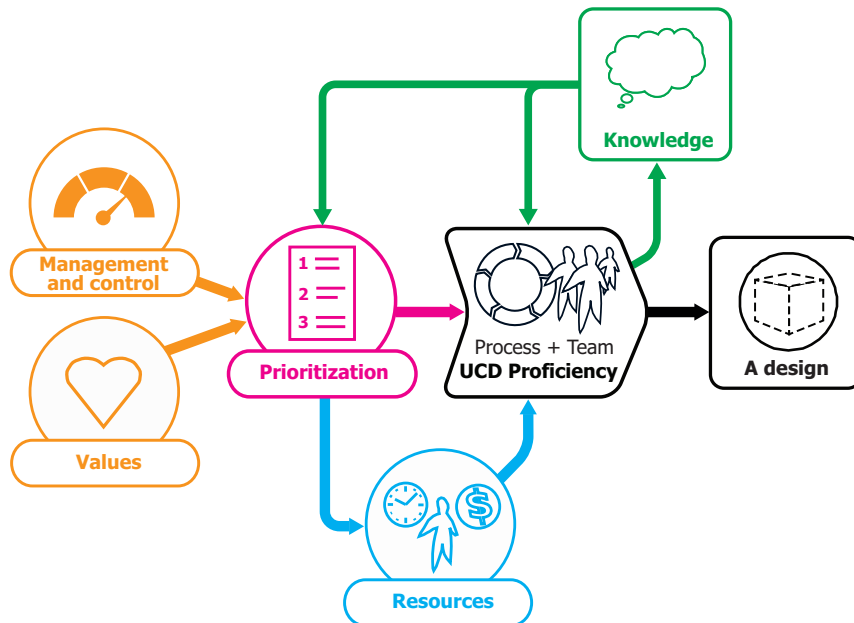 Knowledge
Management
and control
1
2
3
Prioritization
Process + Team
UCD Proficiency
A design
Values
$
Resources